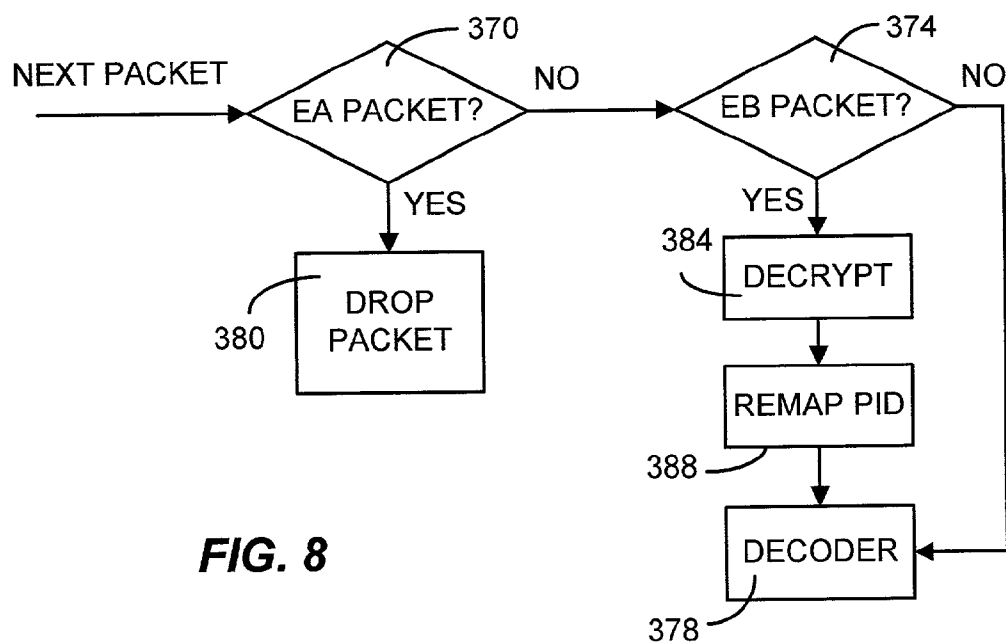 370
374
NEXT PACKET
NO
NO
EA PACKET?
EB PACKET?
YES
YES
384
DECRYPT
DROP
PACKET
380
REMAP PID
388
FIG. 8
DECODER
378